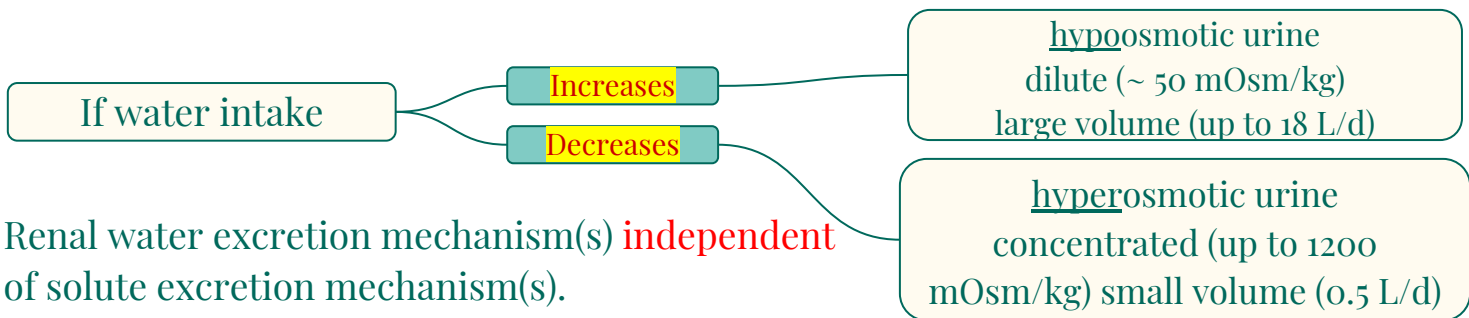 If water intake
Increases
Decreases
hypoosmotic urine
dilute (~ 50 mOsm/kg)
large volume (up to 18 L/d)
hyperosmotic urine
concentrated (up to 1200
mOsm/kg) small volume (0.5 L/d)
Renal water excretion mechanism(s) independent
of solute excretion mechanism(s).